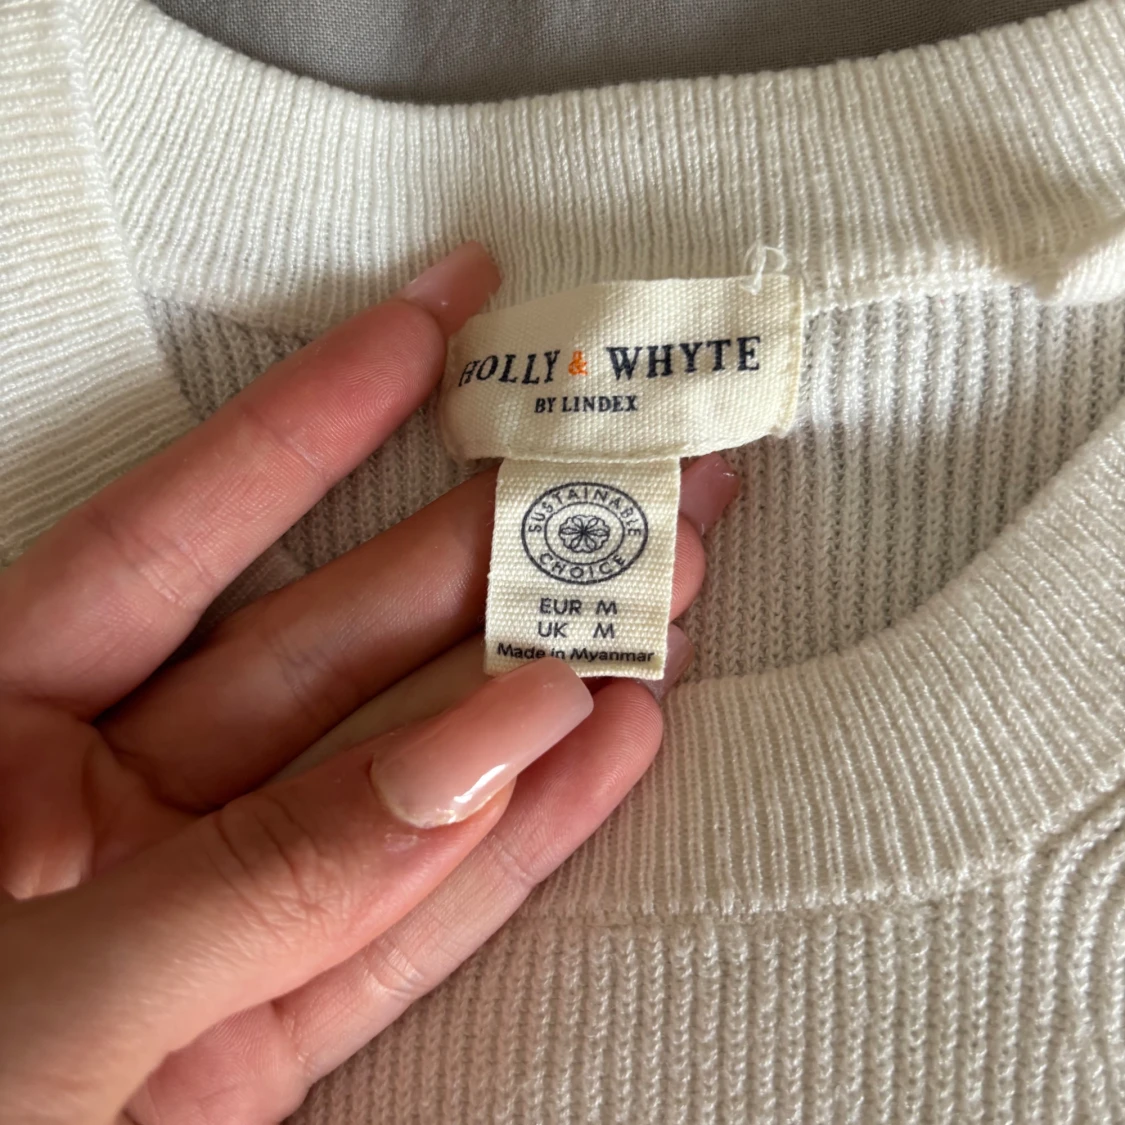 HOLLY & WHYTE
BY LINDEX
SUSTAINABLE
CHOICE
EUR M
UK M
Made in Myanmar